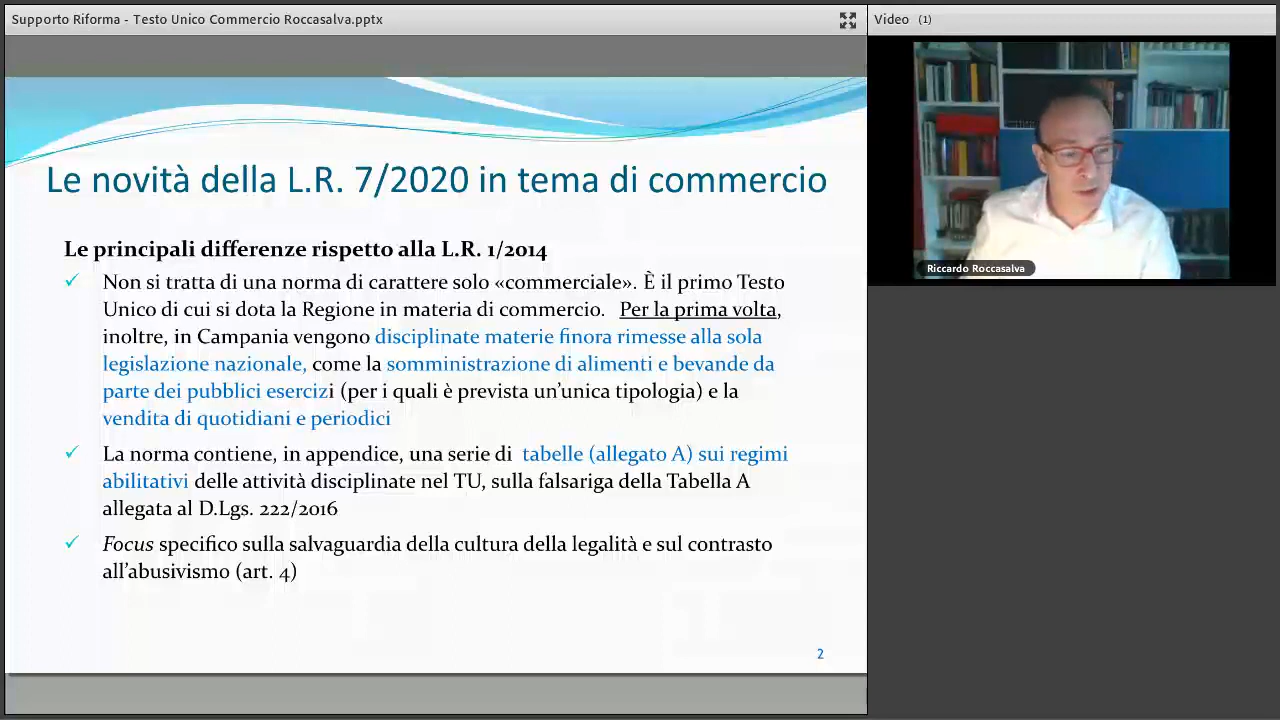 Supporto Riforma - Testo Unico Commercio Roccasalva.pptx
Video (1)
Riccardo Roccasalva
Le novità della L.R. 7/2020 in tema di commercio
Le principali differenze rispetto alla L.R. 1/2014
✓ Non si tratta di una norma di carattere solo «commerciale». È il primo Testo
Unico di cui si dota la Regione in materia di commercio. Per la prima volta,
inoltre, in Campania vengono disciplinate materie finora rimesse alla sola
legislazione nazionale, come la somministrazione di alimenti e bevande da
parte dei pubblici esercizi (per i quali è prevista un'unica tipologia) e la
vendita di quotidiani e periodici
✓ La norma contiene, in appendice, una serie di tabelle (allegato A) sui regimi
abilitativi delle attività disciplinate nel TU, sulla falsariga della Tabella A
allegata al D.Lgs. 222/2016
✓ Focus specifico sulla salvaguardia della cultura della legalità e sul contrasto
all'abusivismo (art. 4)
2